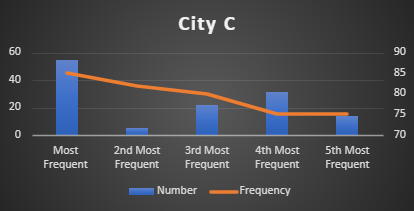 City C
60 90
85
40 80
20 75
0 70
Most 2nd Most 3rd Most 4th Most 5th Most
Frequent Frequent Frequent Frequent Frequent
Number Frequency